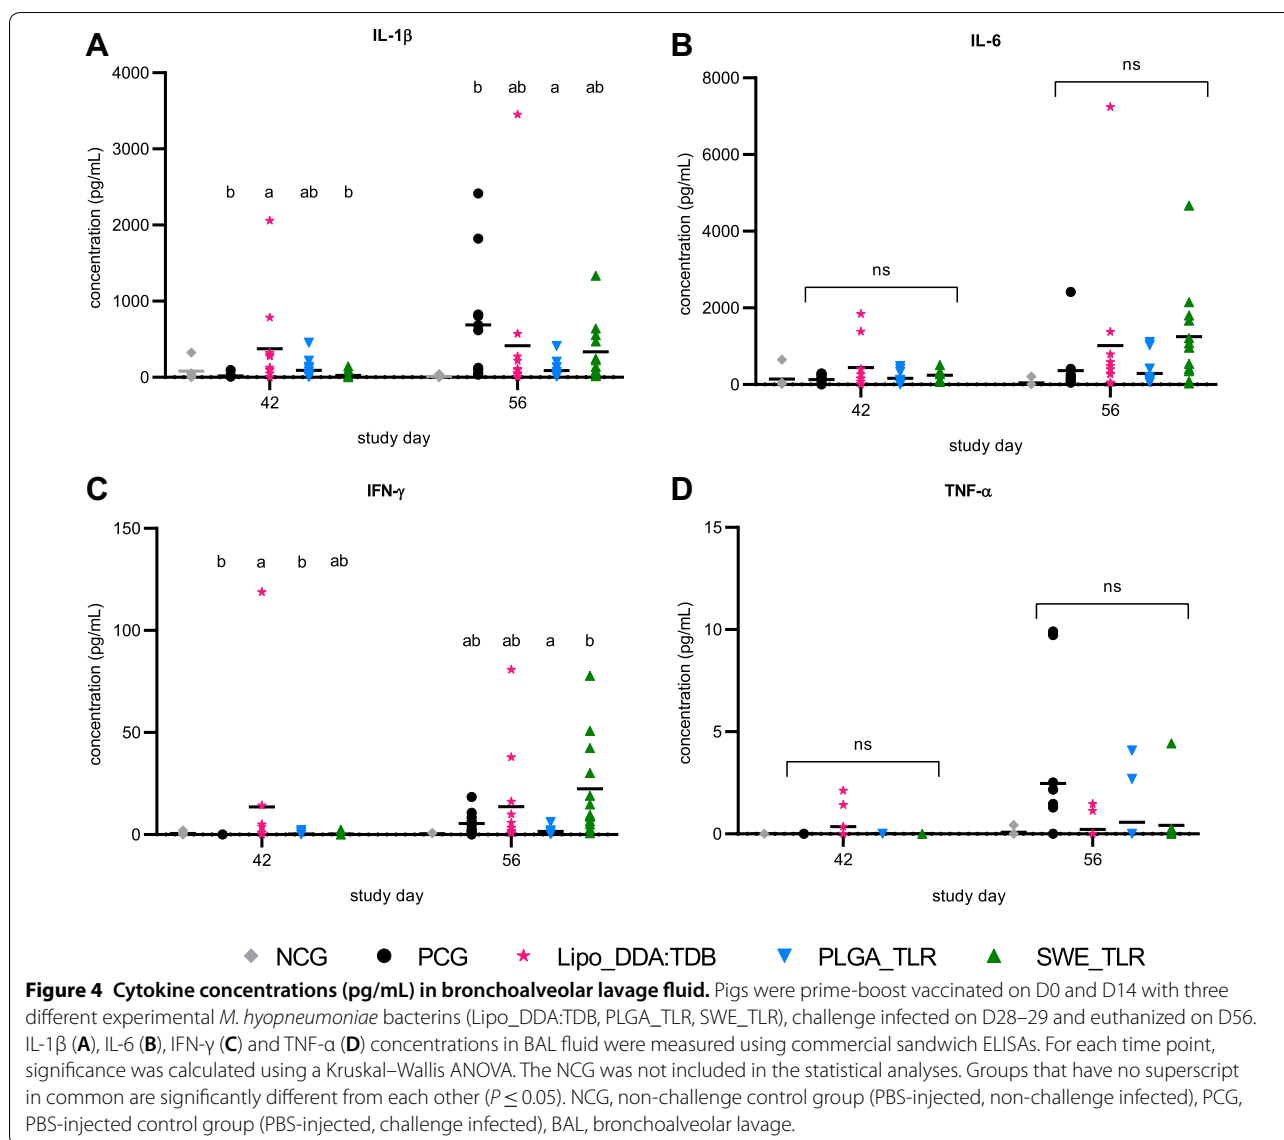 A
IL-1β
4000
3000
2000
1000
0
concentration (pg/mL)
b a ab b
b ab a ab
42 56
study day
B
IL-6
8000
6000
4000
2000
0
concentration (pg/mL)
ns
ns
42 56
study day
C
IFN-γ
150
100
50
0
concentration (pg/mL)
b a b ab
ab ab a b
42 56
study day
D
TNF-α
15
10
5
0
concentration (pg/mL)
ns
ns
42 56
study day
NCG PCG Lipo_DDA:TDB PLGA_TLR SWE_TLR
Figure 4 Cytokine concentrations (pg/mL) in bronchoalveolar lavage fluid. Pigs were prime-boost vaccinated on D0 and D14 with three
different experimental M. hyopneumoniae bacterins (Lipo_DDA:TDB, PLGA_TLR, SWE_TLR), challenge infected on D28–29 and euthanized on D56.
IL-1β (A), IL-6 (B), IFN-γ (C) and TNF-α (D) concentrations in BAL fluid were measured using commercial sandwich ELISAs. For each time point,
significance was calculated using a Kruskal–Wallis ANOVA. The NCG was not included in the statistical analyses. Groups that have no superscript
in common are significantly different from each other (P ≤ 0.05). NCG, non-challenge control group (PBS-injected, non-challenge infected), PCG,
PBS-injected control group (PBS-injected, challenge infected), BAL, bronchoalveolar lavage.